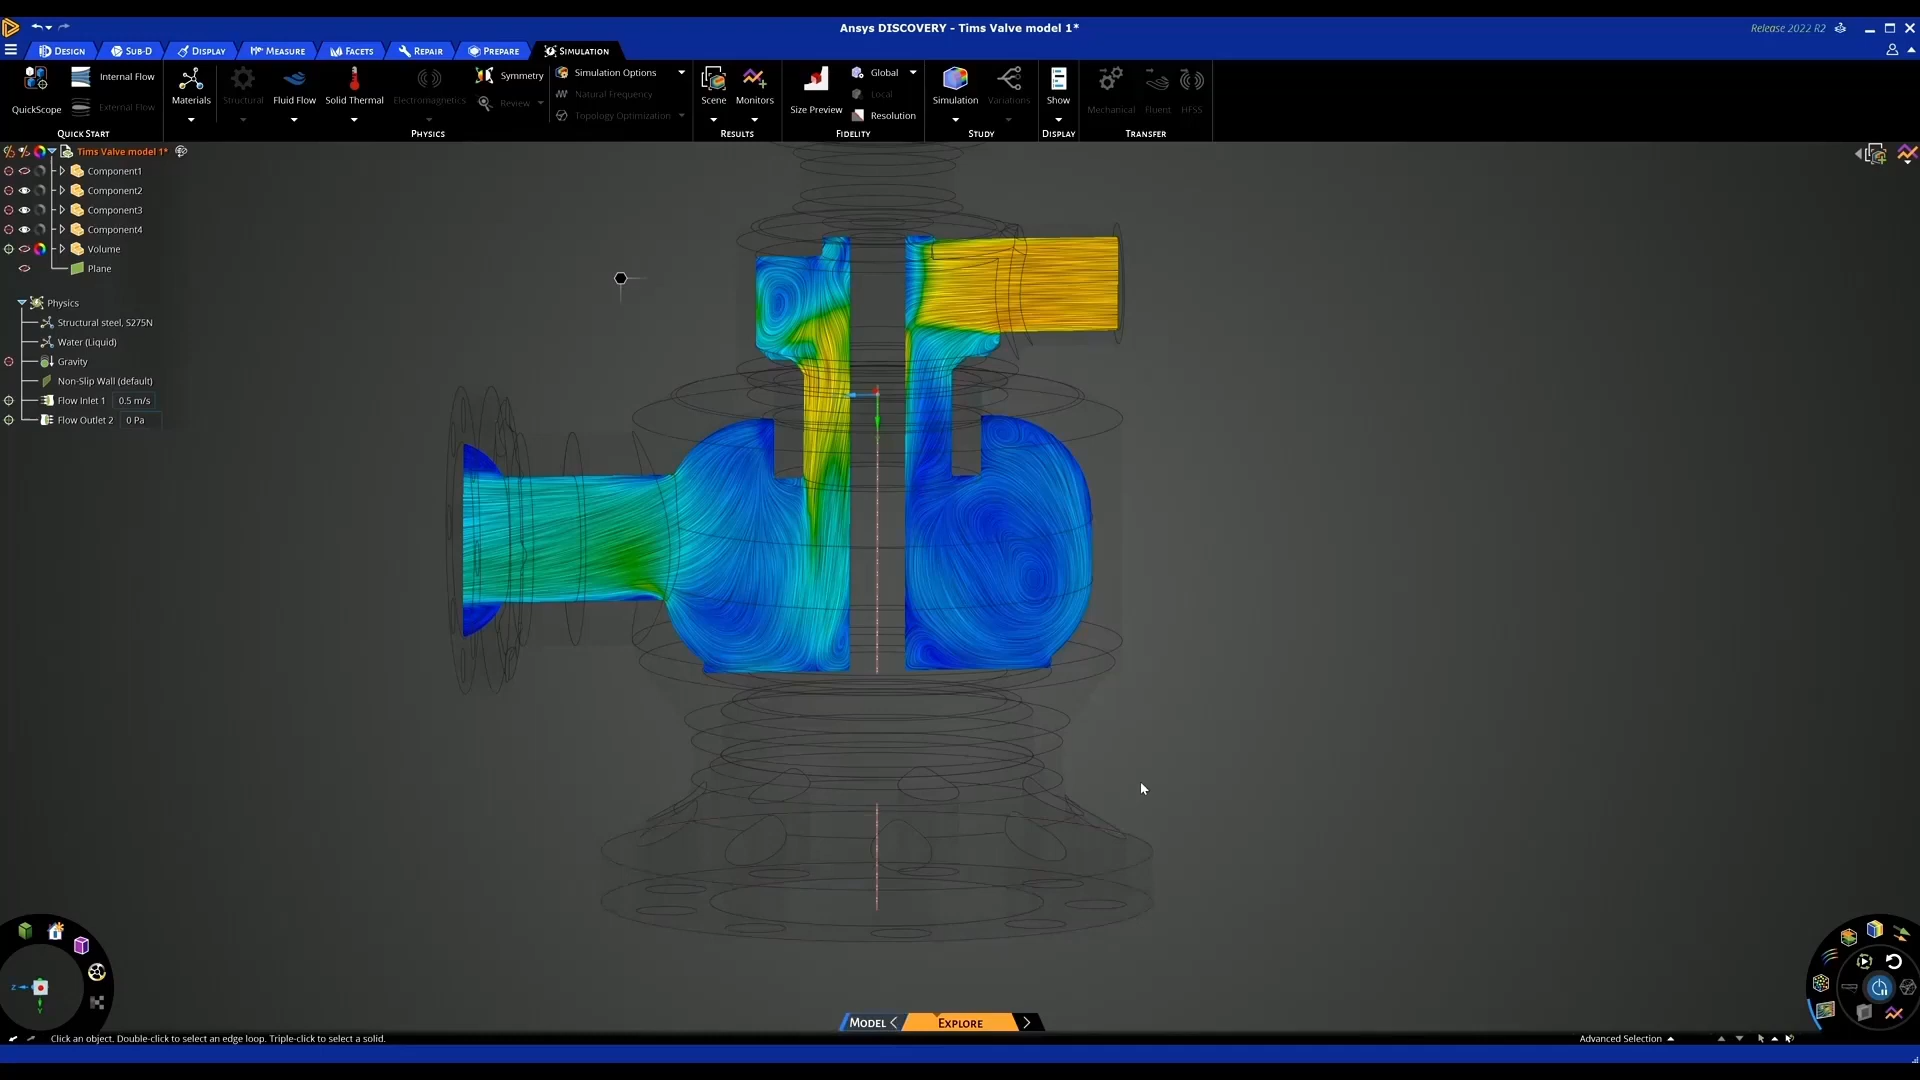 Ansys DISCOVERY - Tims Valve model 1*
Release 2022 R2
DESIGN SUB-D DISPLAY MEASURE FACETS REPAIR PREPARE SIMULATION
QuickScope
Internal Flow
External Flow
QUICK START
Materials
Structural
Fluid Flow
Solid Thermal
Electromagnetics
Symmetry
Review
Simulation Options
Natural Frequency
Topology Optimization
PHYSICS
Scene
Monitors
RESULTS
Size Preview
Global
Local
Resolution
FIDELITY
Simulation
Variations
STUDY
Show
DISPLAY
Mechanical
Fluent
HFSS
TRANSFER
Tims Valve model 1*
Component1
Component2
Component3
Component4
Volume
Plane
Physics
Structural steel, S275N
Water (Liquid)
Gravity
Non-Slip Wall (default)
Flow Inlet 1 0.5 m/s
Flow Outlet 2 0 Pa
Z
Y
MODEL EXPLORE
Click an object. Double-click to select an edge loop. Triple-click to select a solid.
Advanced Selection